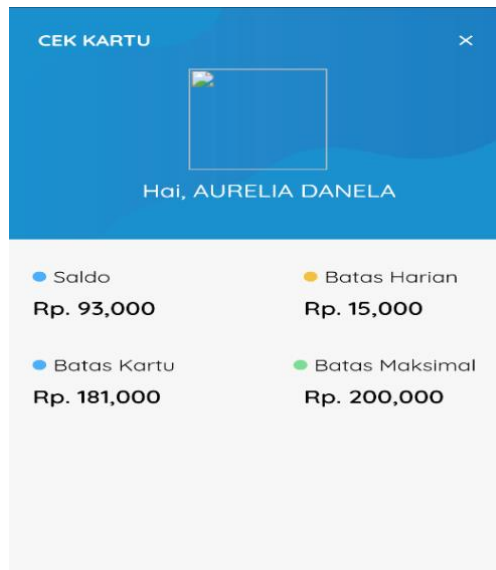 CEK KARTU ×
Hai, AURELIA DANELA
Saldo
Batas Harian
Rp. 93,000
Rp. 15,000
Batas Kartu
Batas Maksimal
Rp. 181,000
Rp. 200,000